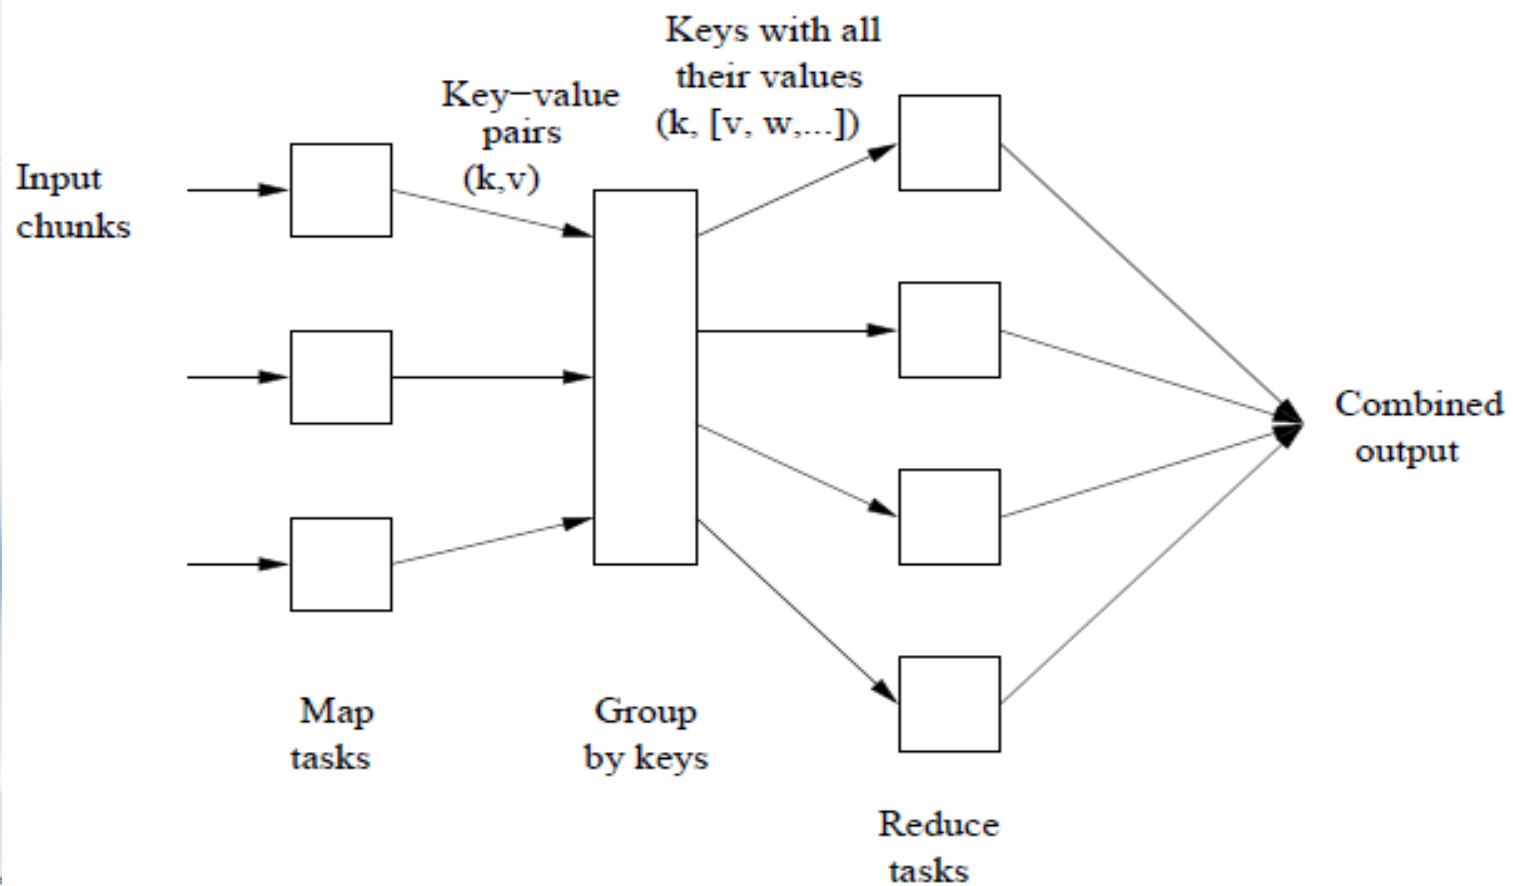 Input
chunks
Key−value
pairs
(k,v)
Keys with all
their values
(k, [v, w,...])
Combined
output
Map
tasks
Group
by keys
Reduce
tasks